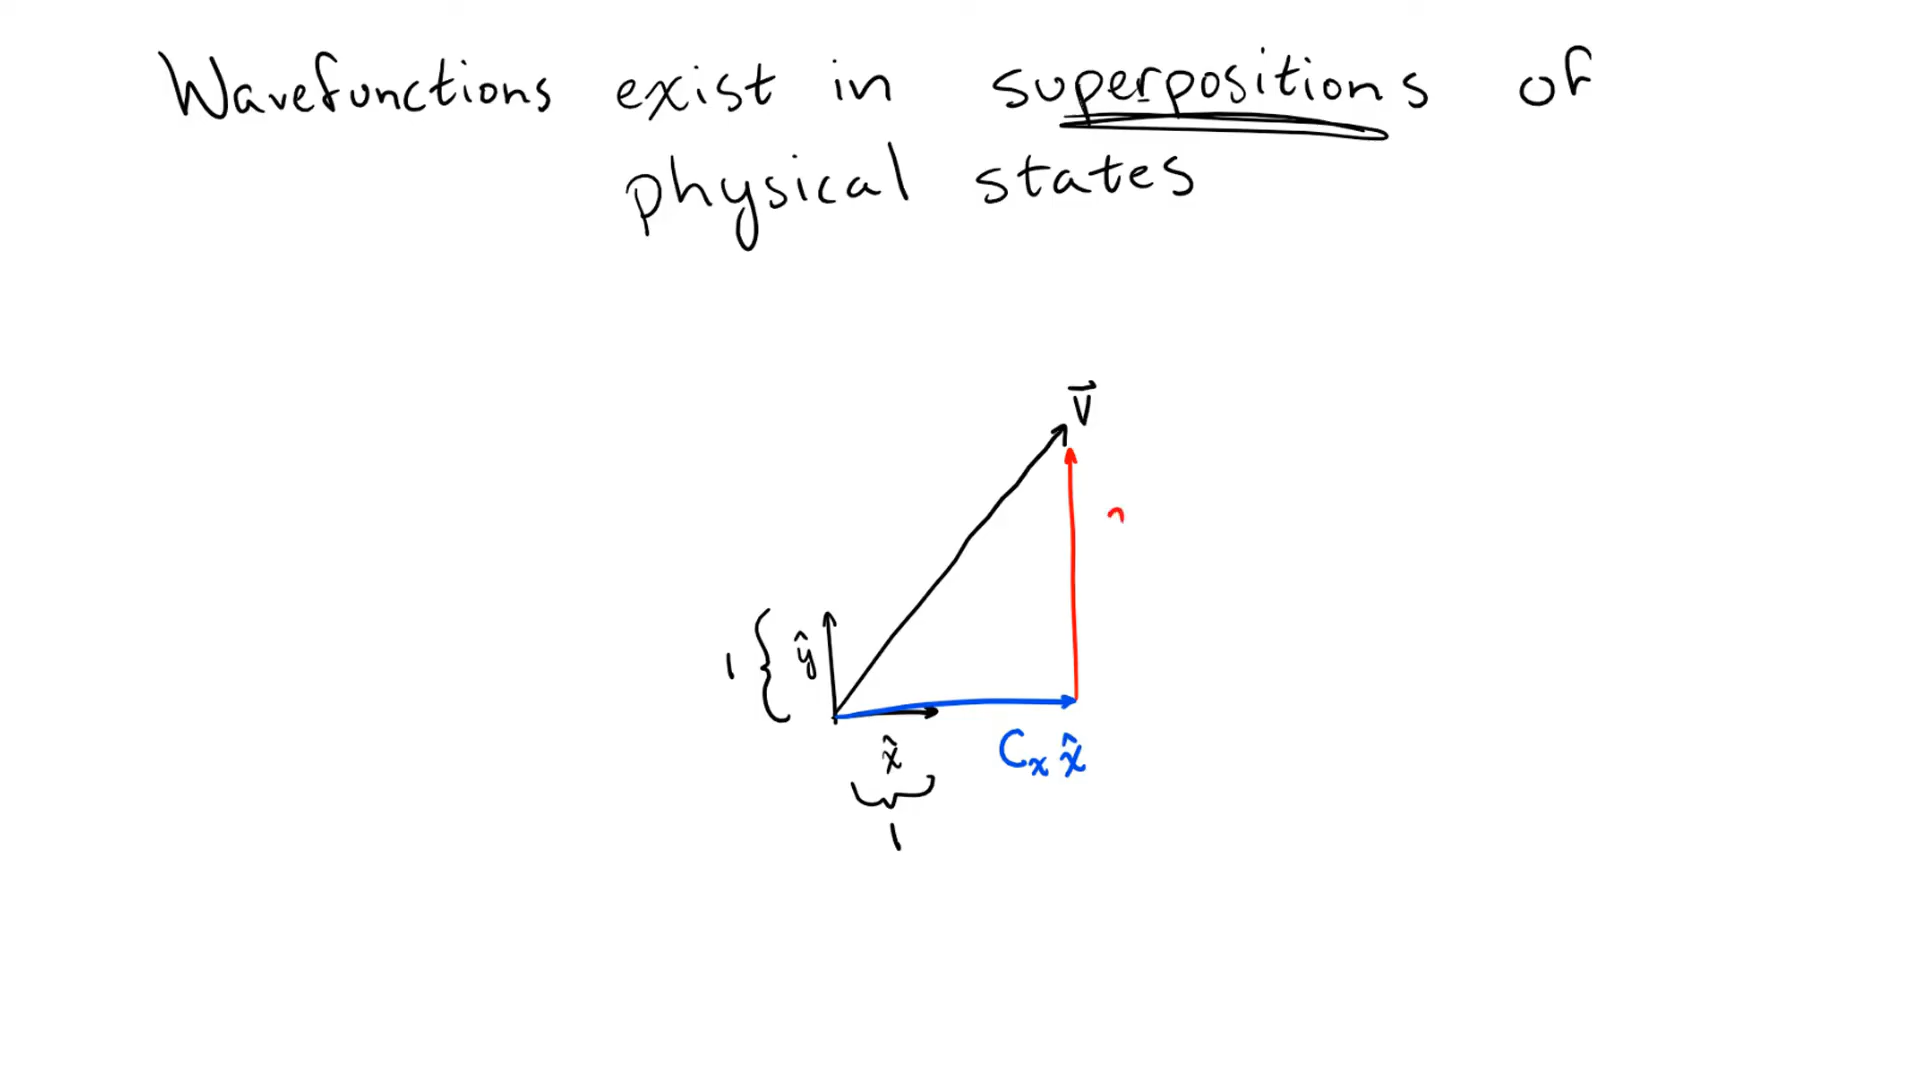 Wavefunctions exist in superpositions of
physical states
V⃗
1 { ŷ
x̂
Cₓ x̂
1